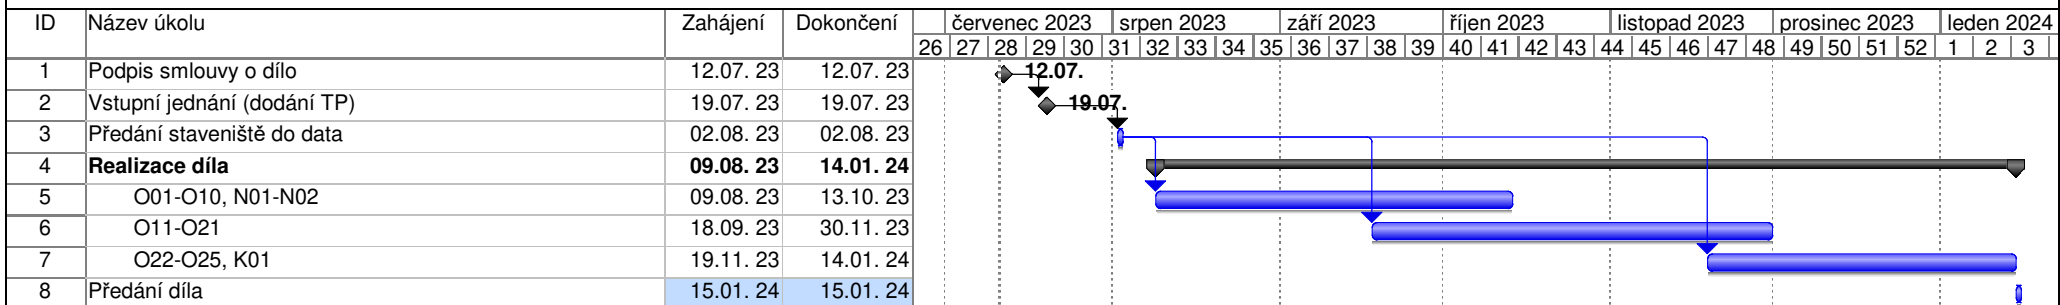 ID Název úkolu Zahájení Dokončení červenec 2023 srpen 2023 září 2023 říjen 2023 listopad 2023 prosinec 2023 leden 2024
26 27 28 29 30 31 32 33 34 35 36 37 38 39 40 41 42 43 44 45 46 47 48 49 50 51 52 1 2 3
1 Podpis smlouvy o dílo 12.07. 23 12.07. 23 12.07.
2 Vstupní jednání (dodání TP) 19.07. 23 19.07. 23 19.07.
3 Předání staveniště do data 02.08. 23 02.08. 23
4 Realizace díla 09.08. 23 14.01. 24
5 O01-O10, N01-N02 09.08. 23 13.10. 23
6 O11-O21 18.09. 23 30.11. 23
7 O22-O25, K01 19.11. 23 14.01. 24
8 Předání díla 15.01. 24 15.01. 24